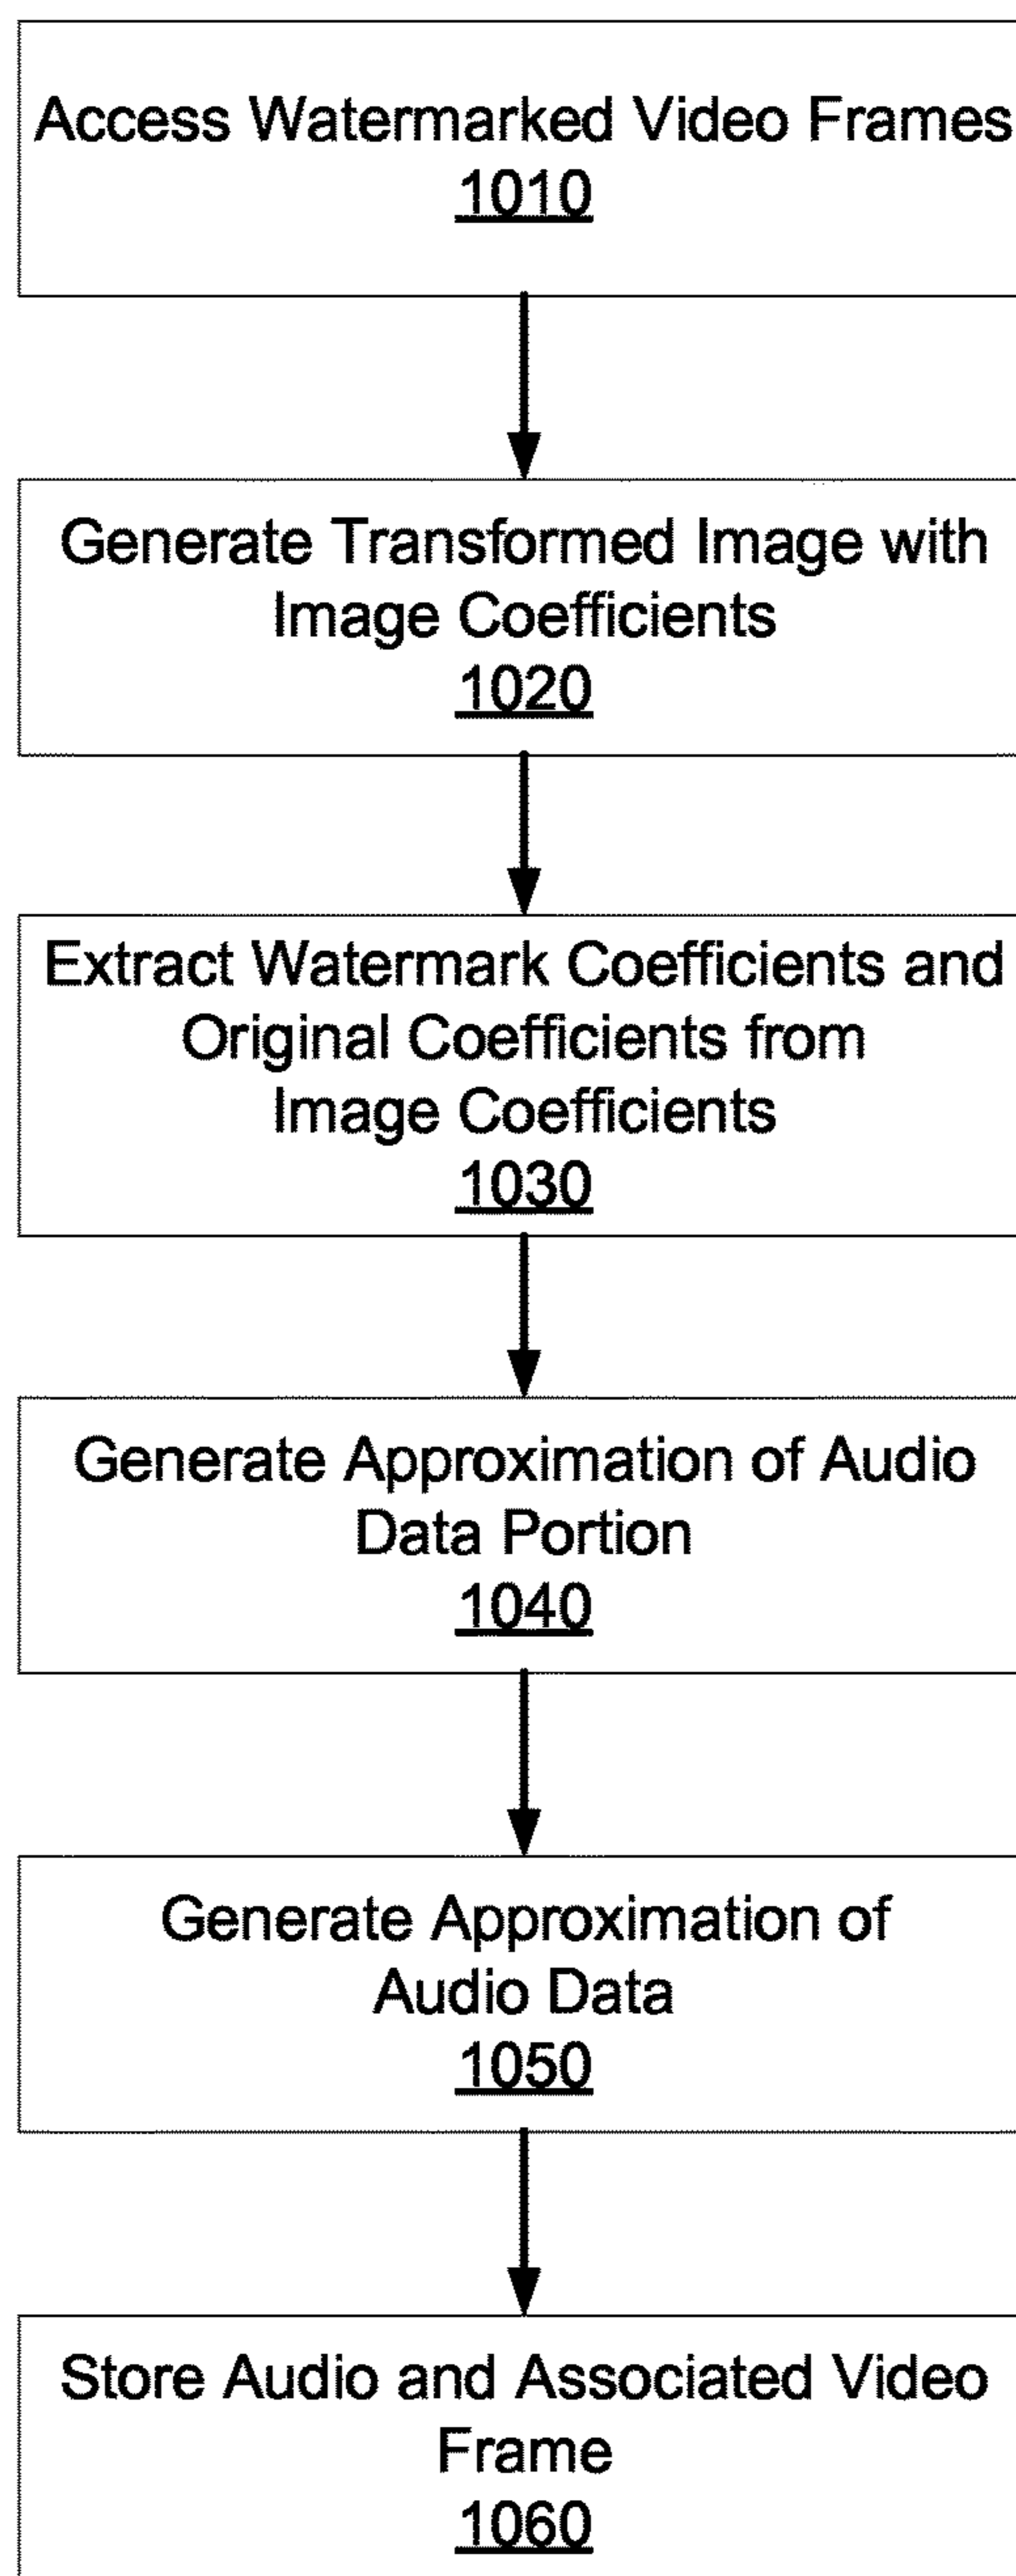 Access Watermarked Video Frames
1010
Generate Transformed Image with
Image Coefficients
1020
Extract Watermark Coefficients and
Original Coefficients from
Image Coefficients
1030
Generate Approximation of Audio
Data Portion
1040
Generate Approximation of
Audio Data
1050
Store Audio and Associated Video
Frame
1060